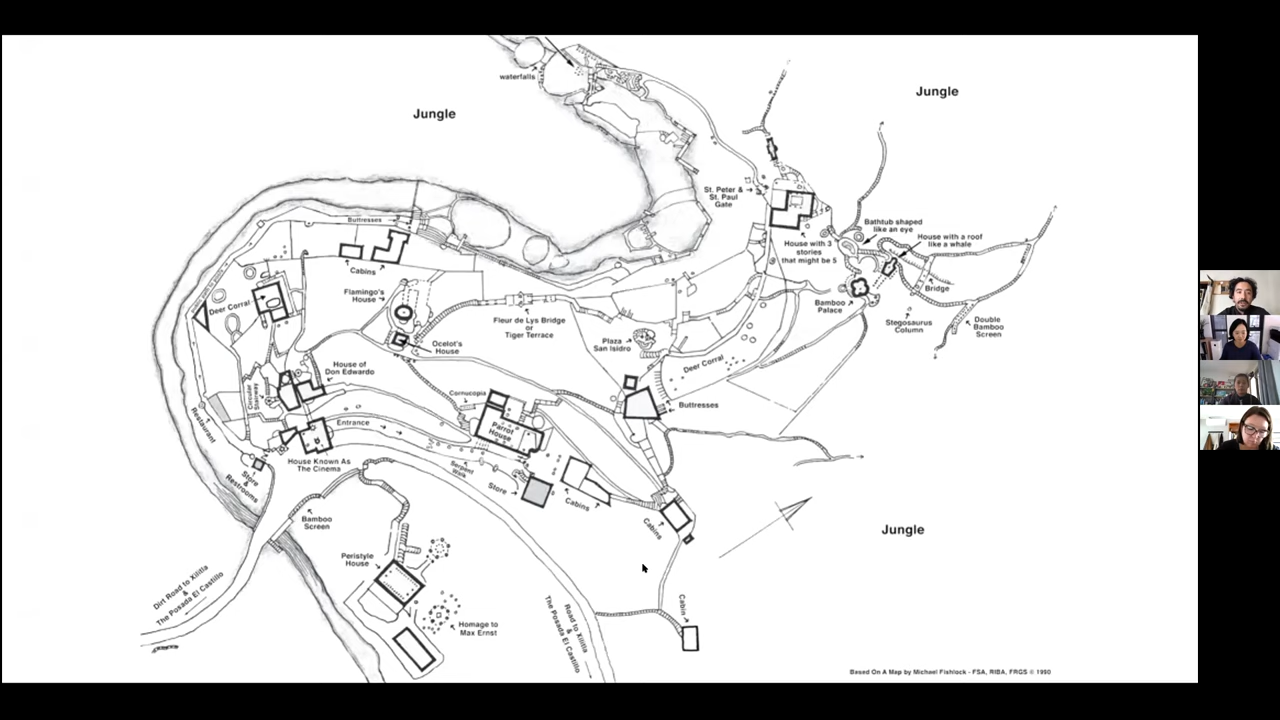 waterfalls
Jungle
Jungle
St. Peter &
St. Paul
Gate
Buttresses
Bathtub shaped
like an eye
House with a roof
like a whale
House with 3
stories
that might be 5
Cabins
Flamingo's
House
Deer Corral
Bridge
Bamboo
Palace
Stegosaurus
Column
Double
Bamboo
Screen
Fleur de Lys Bridge
or
Tiger Terrace
Plaza
San Isidro
Ocelot's
House
Deer Corral
House of
Don Edwardo
Circular
Stairway
Cornucopia
Buttresses
Restaurant
Entrance
Parrot
House
House Known As
The Cinema
Serpent
Walk
Store
&
Restrooms
Store
Cabins
Cabins
Bamboo
Screen
Jungle
Peristyle
House
Dirt Road to Xilitla
&
The Posada El Castillo
Road to Xilitla
&
The Posada El Castillo
Cabin
Homage to
Max Ernst
Based On A Map by Michael Fishlock - FSA, RIBA, FRGS © 1990